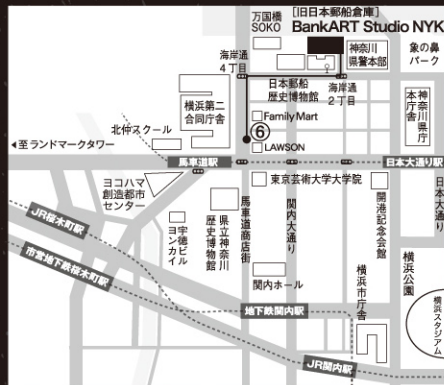 [旧日本郵船倉庫]
BankART Studio NYK
万国橋
SOKO
神奈川
県警本部
象の鼻
パーク
海岸通
4丁目
日本郵船
歴史博物館
海岸通
2丁目
神奈川県庁
本庁舎
横浜第二
合同庁舎
FamilyMart
⑥
LAWSON
北仲スクール
◀至ランドマークタワー
馬車道駅
日本大通り駅
ヨコハマ
創造都市
センター
東京芸術大学大学院
日本大通り
JR桜木町駅
市営地下鉄桜木町駅
宇徳ビル
ヨンカイ
県立神奈川
歴史博物館
馬車道商店街
関内大通り
開港記念会館
関内ホール
横浜市庁舎
横浜公園
横浜スタジアム
地下鉄関内駅
JR関内駅